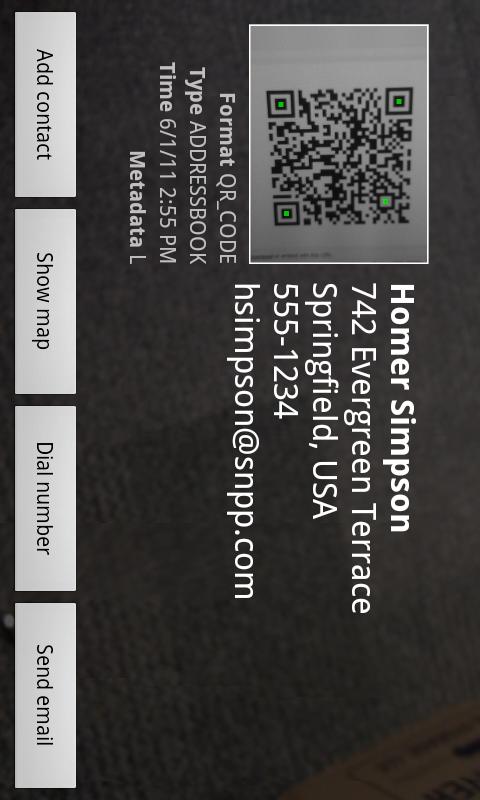 Homer Simpson
742 Evergreen Terrace
Springfield, USA
555-1234
hsimpson@snpp.com
Format QR_CODE
Type ADDRESSBOOK
Time 6/1/11 2:55 PM
Metadata L
Add contact
Show map
Dial number
Send email